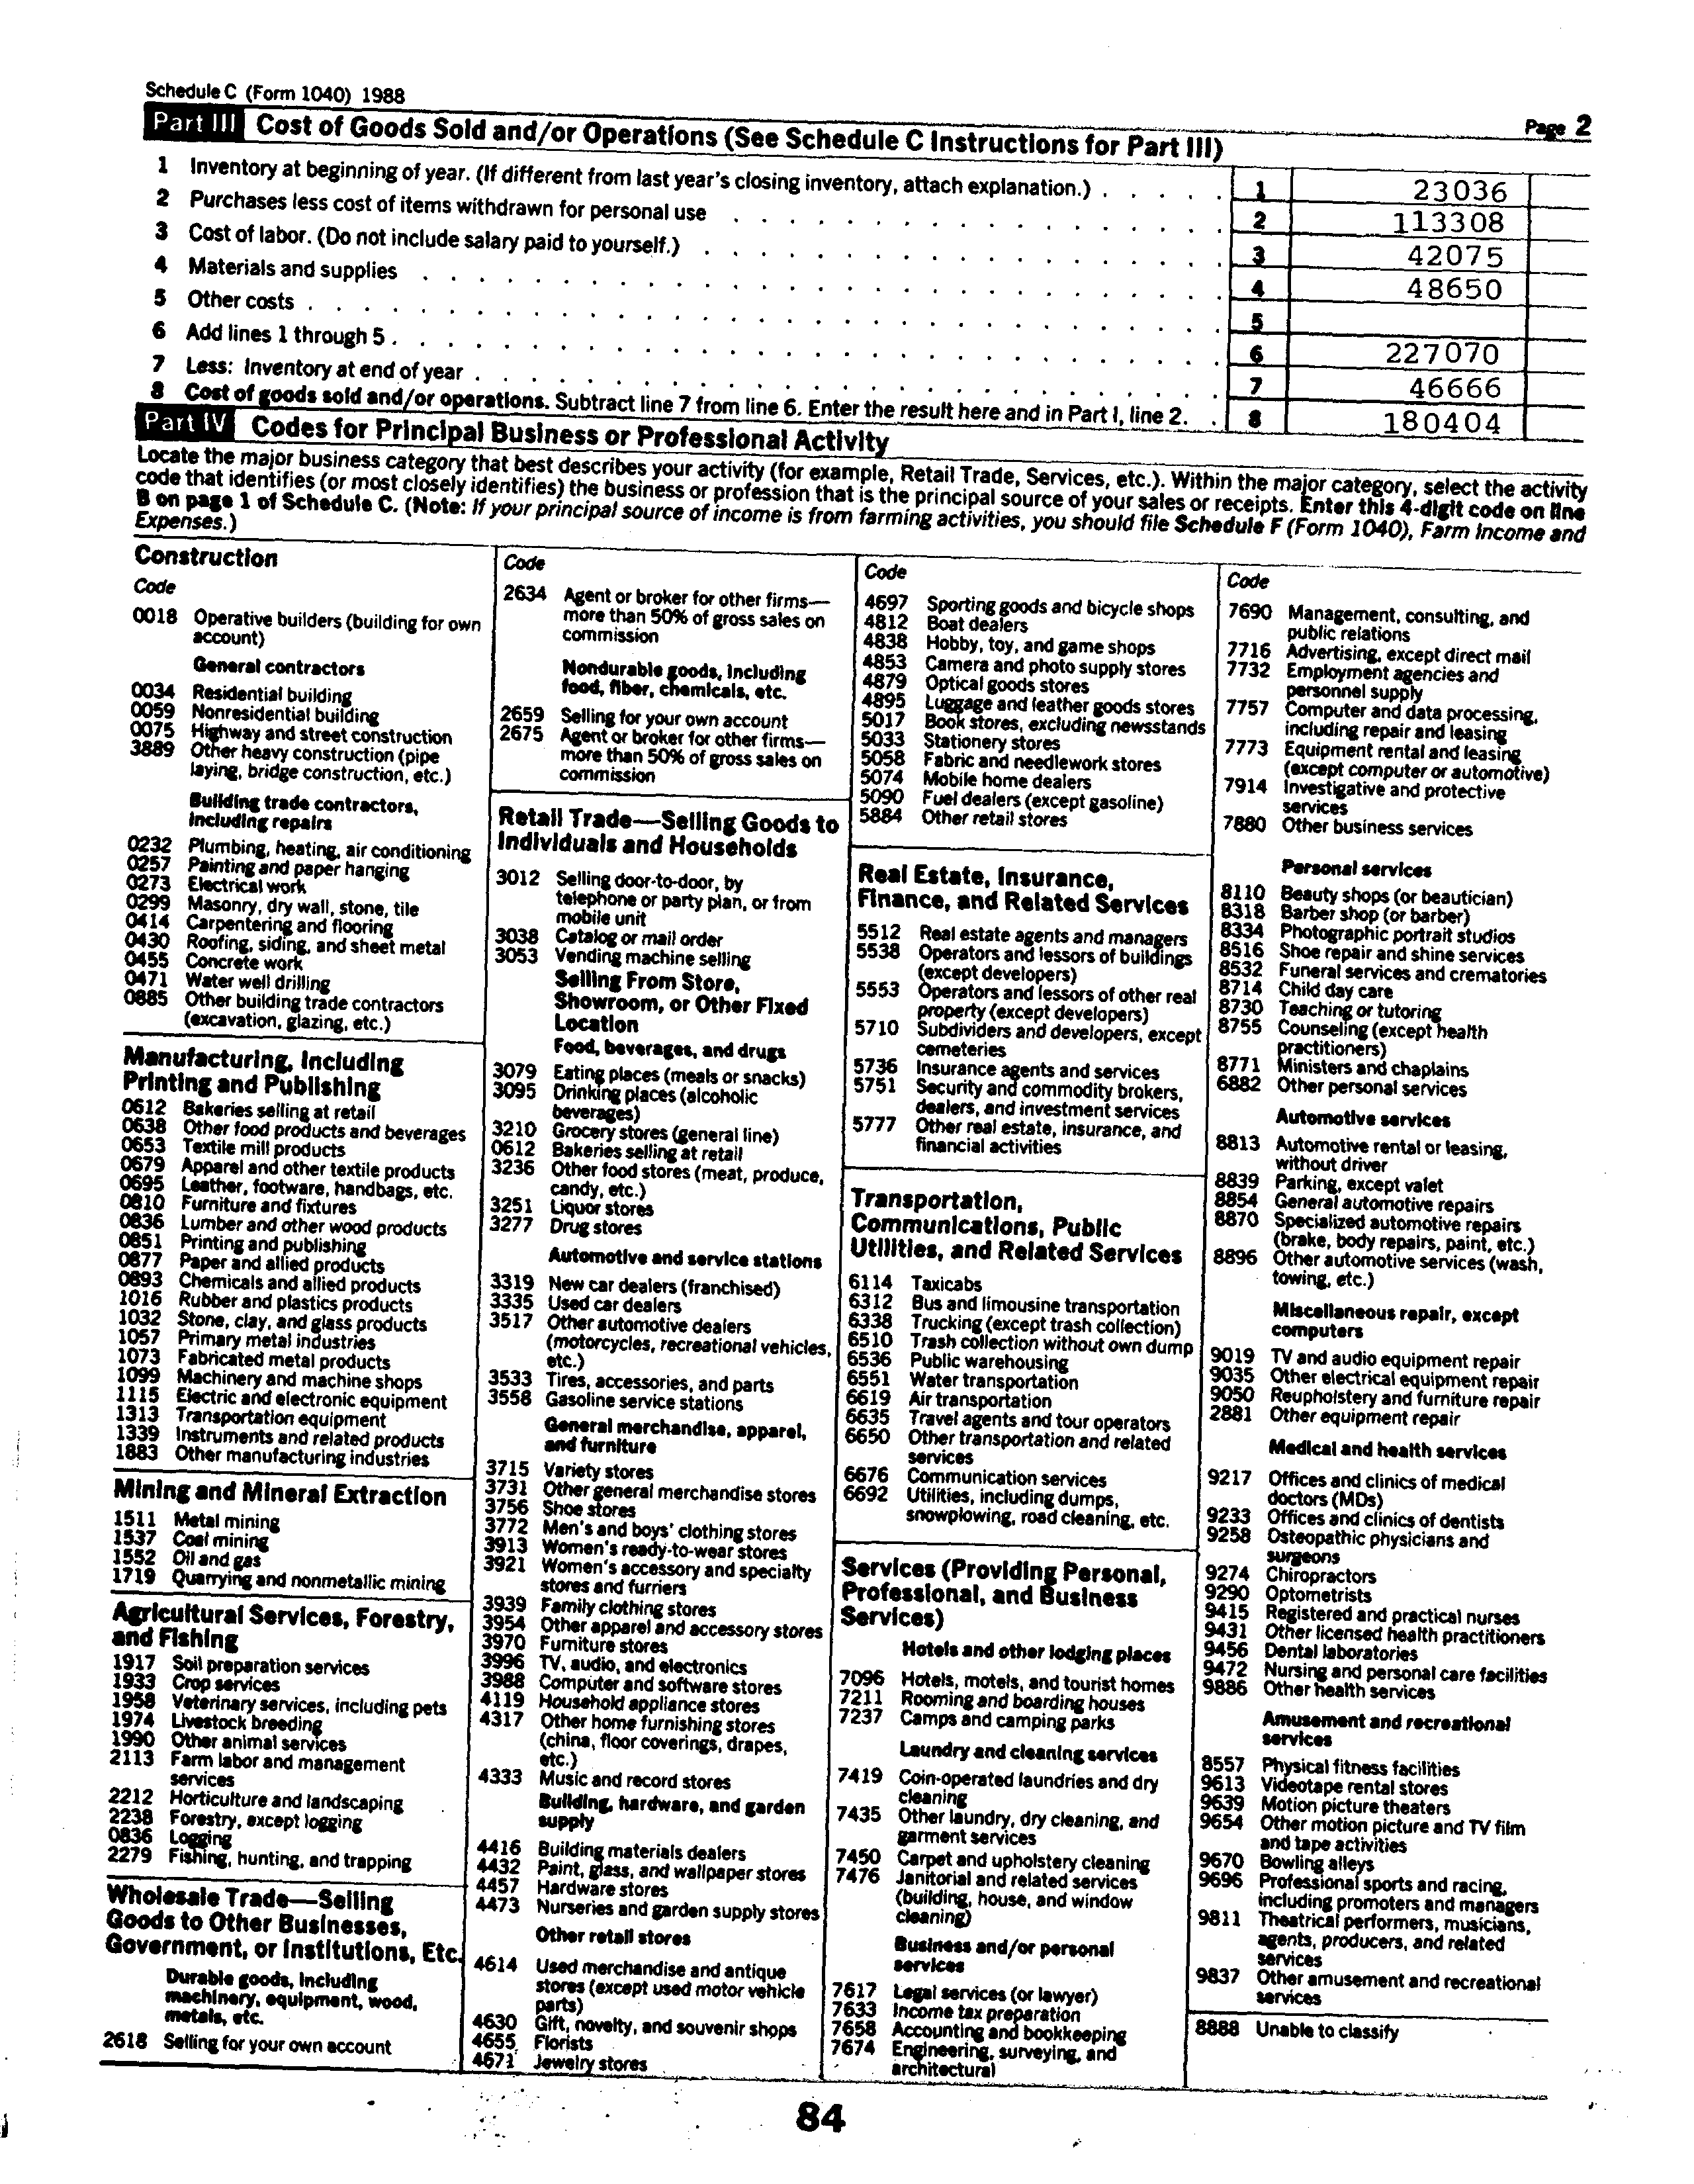 Schedule C (Form 1040) 1988
Page 2
Part III Cost of Goods Sold and/or Operations (See Schedule C Instructions for Part III)
1 Inventory at beginning of year. (If different from last year's closing inventory, attach explanation.) . . . . . 1 23036
2 Purchases less cost of items withdrawn for personal use 2 113308
3 Cost of labor. (Do not include salary paid to yourself.) 3 42075
4 Materials and supplies 4 48650
5 Other costs 5
6 Add lines 1 through 5 6 227070
7 Less: Inventory at end of year 7 46666
8 Cost of goods sold and/or operations. Subtract line 7 from line 6. Enter the result here and in Part I, line 2. . . 8 180404
Part IV Codes for Principal Business or Professional Activity
Locate the major business category that best describes your activity (for example, Retail Trade, Services, etc.). Within the major category, select the activity
code that identifies (or most closely identifies) the business or profession that is the principal source of your sales or receipts. Enter this 4-digit code on line
B on page 1 of Schedule C. (Note: If your principal source of income is from farming activities, you should file Schedule F (Form 1040), Farm Income and
Expenses.)
Construction
Code
0018 Operative builders (building for own
account)
General contractors
0034 Residential building
0059 Nonresidential building
0075 Highway and street construction
3889 Other heavy construction (pipe
laying, bridge construction, etc.)
Building trade contractors,
including repairs
0232 Plumbing, heating, air conditioning
0257 Painting and paper hanging
0273 Electrical work
0299 Masonry, dry wall, stone, tile
0414 Carpentering and flooring
0430 Roofing, siding, and sheet metal
0455 Concrete work
0471 Water well drilling
0885 Other building trade contractors
(excavation, glazing, etc.)
Manufacturing, Including
Printing and Publishing
0612 Bakeries selling at retail
0638 Other food products and beverages
0653 Textile mill products
0679 Apparel and other textile products
0695 Leather, footware, handbags, etc.
0810 Furniture and fixtures
0836 Lumber and other wood products
0851 Printing and publishing
0877 Paper and allied products
0893 Chemicals and allied products
1016 Rubber and plastics products
1032 Stone, clay, and glass products
1057 Primary metal industries
1073 Fabricated metal products
1099 Machinery and machine shops
1115 Electric and electronic equipment
1313 Transportation equipment
1339 Instruments and related products
1883 Other manufacturing industries
Mining and Mineral Extraction
1511 Metal mining
1537 Coal mining
1552 Oil and gas
1719 Quarrying and nonmetallic mining
Agricultural Services, Forestry,
and Fishing
1917 Soil preparation services
1933 Crop services
1958 Veterinary services, including pets
1974 Livestock breeding
1990 Other animal services
2113 Farm labor and management
services
2212 Horticulture and landscaping
2238 Forestry, except logging
0836 Logging
2279 Fishing, hunting, and trapping
Wholesale Trade—Selling
Goods to Other Businesses,
Government, or Institutions, Etc.
Durable goods, including
machinery, equipment, wood,
metals, etc.
2618 Selling for your own account
Code
2634 Agent or broker for other firms—
more than 50% of gross sales on
commission
Nondurable goods, including
food, fiber, chemicals, etc.
2659 Selling for your own account
2675 Agent or broker for other firms—
more than 50% of gross sales on
commission
Retail Trade—Selling Goods to
Individuals and Households
3012 Selling door-to-door, by
telephone or party plan, or from
mobile unit
3038 Catalog or mail order
3053 Vending machine selling
Selling From Store,
Showroom, or Other Fixed
Location
Food, beverages, and drugs
3079 Eating places (meals or snacks)
3095 Drinking places (alcoholic
beverages)
3210 Grocery stores (general line)
0612 Bakeries selling at retail
3236 Other food stores (meat, produce,
candy, etc.)
3251 Liquor stores
3277 Drug stores
Automotive and service stations
3319 New car dealers (franchised)
3335 Used car dealers
3517 Other automotive dealers
(motorcycles, recreational vehicles,
etc.)
3533 Tires, accessories, and parts
3558 Gasoline service stations
General merchandise, apparel,
and furniture
3715 Variety stores
3731 Other general merchandise stores
3756 Shoe stores
3772 Men's and boys' clothing stores
3913 Women's ready-to-wear stores
3921 Women's accessory and specialty
stores and furriers
3939 Family clothing stores
3954 Other apparel and accessory stores
3970 Furniture stores
3996 TV, audio, and electronics
3988 Computer and software stores
4119 Household appliance stores
4317 Other home furnishing stores
(china, floor coverings, drapes,
etc.)
4333 Music and record stores
Building, hardware, and garden
supply
4416 Building materials dealers
4432 Paint, glass, and wallpaper stores
4457 Hardware stores
4473 Nurseries and garden supply stores
Other retail stores
4614 Used merchandise and antique
stores (except used motor vehicle
parts)
4630 Gift, novelty, and souvenir shops
4655 Florists
4671 Jewelry stores
Code
4697 Sporting goods and bicycle shops
4812 Boat dealers
4838 Hobby, toy, and game shops
4853 Camera and photo supply stores
4879 Optical goods stores
4895 Luggage and leather goods stores
5017 Book stores, excluding newsstands
5033 Stationery stores
5058 Fabric and needlework stores
5074 Mobile home dealers
5090 Fuel dealers (except gasoline)
5884 Other retail stores
Real Estate, Insurance,
Finance, and Related Services
5512 Real estate agents and managers
5538 Operators and lessors of buildings
(except developers)
5553 Operators and lessors of other real
property (except developers)
5710 Subdividers and developers, except
cemeteries
5736 Insurance agents and services
5751 Security and commodity brokers,
dealers, and investment services
5777 Other real estate, insurance, and
financial activities
Transportation,
Communications, Public
Utilities, and Related Services
6114 Taxicabs
6312 Bus and limousine transportation
6338 Trucking (except trash collection)
6510 Trash collection without own dump
6536 Public warehousing
6551 Water transportation
6619 Air transportation
6635 Travel agents and tour operators
6650 Other transportation and related
services
6676 Communication services
6692 Utilities, including dumps,
snowplowing, road cleaning, etc.
Services (Providing Personal,
Professional, and Business
Services)
Hotels and other lodging places
7096 Hotels, motels, and tourist homes
7211 Rooming and boarding houses
7237 Camps and camping parks
Laundry and cleaning services
7419 Coin-operated laundries and dry
cleaning
7435 Other laundry, dry cleaning, and
garment services
7450 Carpet and upholstery cleaning
7476 Janitorial and related services
(building, house, and window
cleaning)
Business and/or personal
services
7617 Legal services (or lawyer)
7633 Income tax preparation
7658 Accounting and bookkeeping
7674 Engineering, surveying, and
architectural
Code
7690 Management, consulting, and
public relations
7716 Advertising, except direct mail
7732 Employment agencies and
personnel supply
7757 Computer and data processing,
including repair and leasing
7773 Equipment rental and leasing
(except computer or automotive)
7914 Investigative and protective
services
7880 Other business services
Personal services
8110 Beauty shops (or beautician)
8318 Barber shop (or barber)
8334 Photographic portrait studios
8516 Shoe repair and shine services
8532 Funeral services and crematories
8714 Child day care
8730 Teaching or tutoring
8755 Counseling (except health
practitioners)
8771 Ministers and chaplains
6882 Other personal services
Automotive services
8813 Automotive rental or leasing,
without driver
8839 Parking, except valet
8854 General automotive repairs
8870 Specialized automotive repairs
(brake, body repairs, paint, etc.)
8896 Other automotive services (wash,
towing, etc.)
Miscellaneous repair, except
computers
9019 TV and audio equipment repair
9035 Other electrical equipment repair
9050 Reupholstery and furniture repair
2881 Other equipment repair
Medical and health services
9217 Offices and clinics of medical
doctors (MDs)
9233 Offices and clinics of dentists
9258 Osteopathic physicians and
surgeons
9274 Chiropractors
9290 Optometrists
9415 Registered and practical nurses
9431 Other licensed health practitioners
9456 Dental laboratories
9472 Nursing and personal care facilities
9886 Other health services
Amusement and recreational
services
8557 Physical fitness facilities
9613 Videotape rental stores
9639 Motion picture theaters
9654 Other motion picture and TV film
and tape activities
9670 Bowling alleys
9696 Professional sports and racing,
including promoters and managers
9811 Theatrical performers, musicians,
agents, producers, and related
services
9837 Other amusement and recreational
services
8888 Unable to classify
84